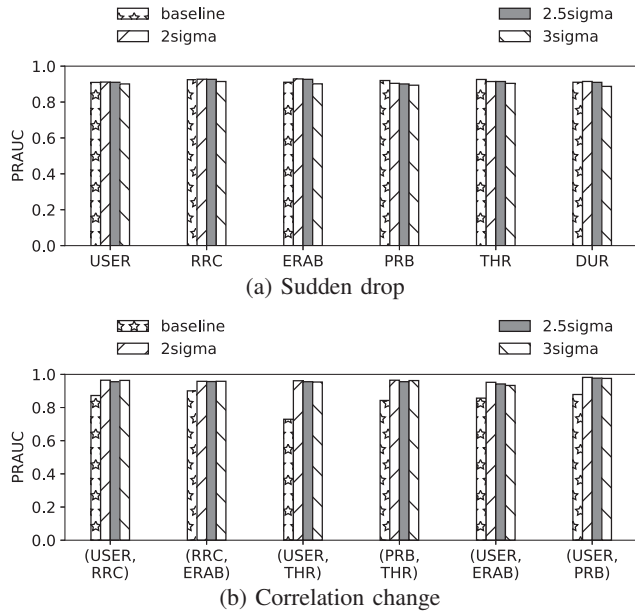 baseline 2.5sigma
2sigma 3sigma
1.0
0.8
0.6
0.4
0.2
0.0
PRAUC
USER RRC ERAB PRB THR DUR
(a) Sudden drop
baseline 2.5sigma
2sigma 3sigma
1.0
0.8
0.6
0.4
0.2
0.0
PRAUC
(USER, (RRC, (USER, (PRB, (USER, (USER,
RRC) ERAB) THR) THR) ERAB) PRB)
(b) Correlation change